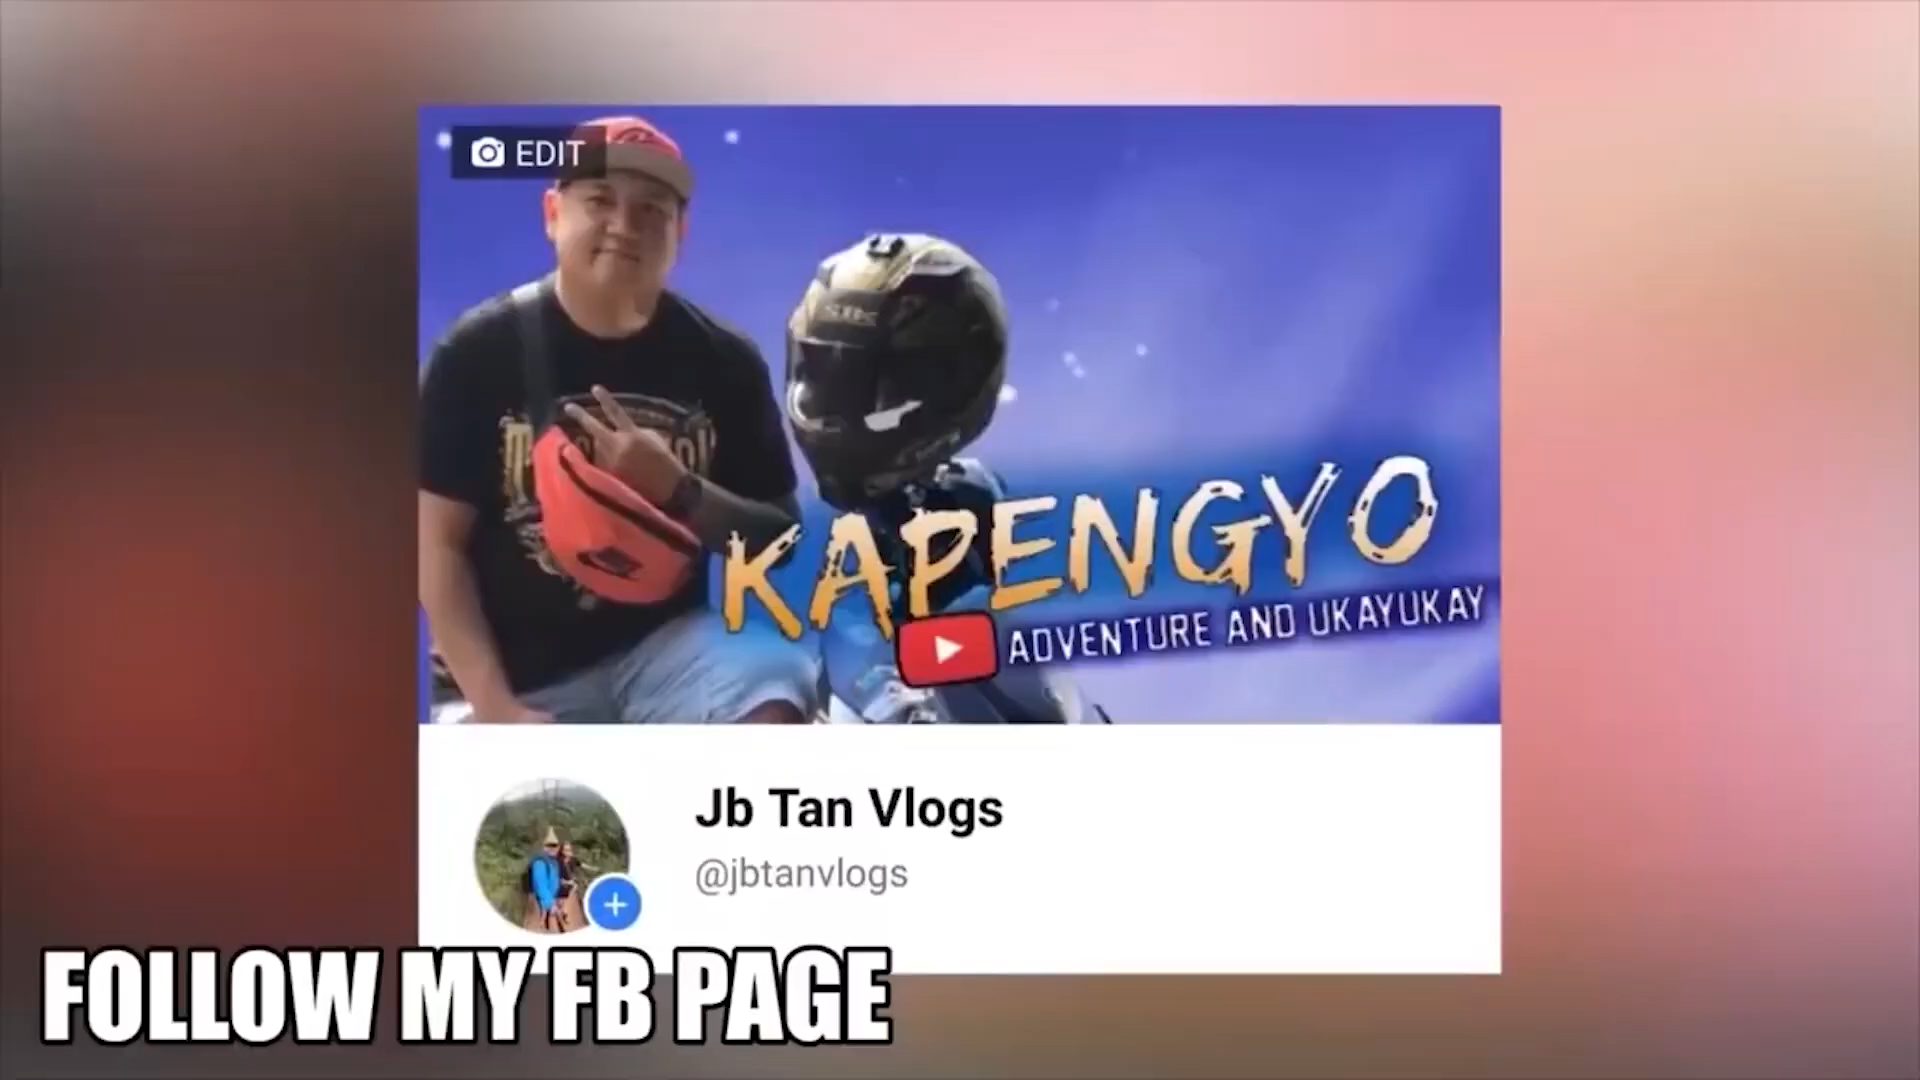 EDIT
KAPENGYO
ADVENTURE AND UKAYUKAY
Jb Tan Vlogs
@jbtanvlogs
FOLLOW MY FB PAGE